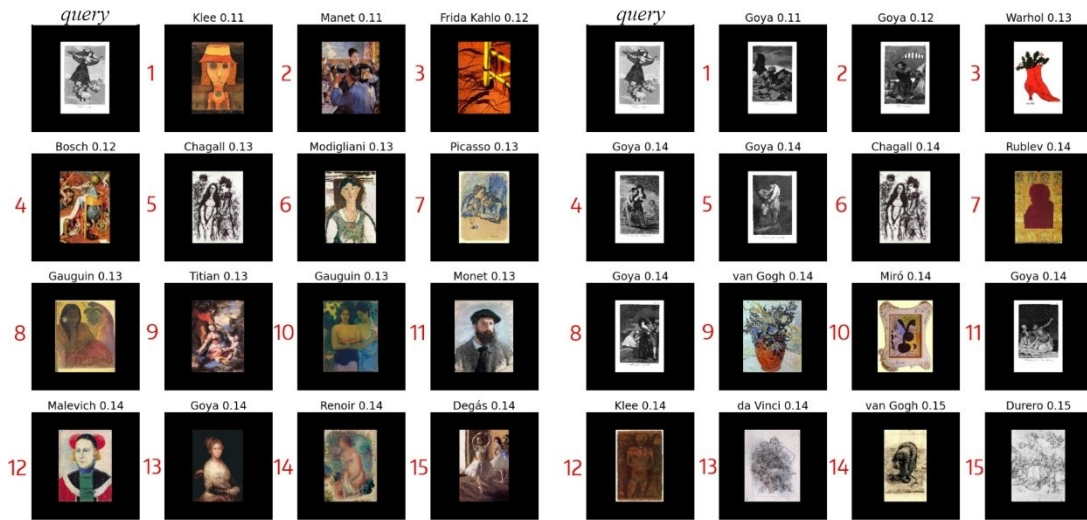 query Klee 0.11 Manet 0.11 Frida Kahlo 0.12
1 2 3
Bosch 0.12 Chagall 0.13 Modigliani 0.13 Picasso 0.13
4 5 6 7
Gauguin 0.13 Titian 0.13 Gauguin 0.13 Monet 0.13
8 9 10 11
Malevich 0.14 Goya 0.14 Renoir 0.14 Degás 0.14
12 13 14 15
query Goya 0.11 Goya 0.12 Warhol 0.13
1 2 3
Goya 0.14 Goya 0.14 Chagall 0.14 Rublev 0.14
4 5 6 7
Goya 0.14 van Gogh 0.14 Miró 0.14 Goya 0.14
8 9 10 11
Klee 0.14 da Vinci 0.14 van Gogh 0.15 Durero 0.15
12 13 14 15